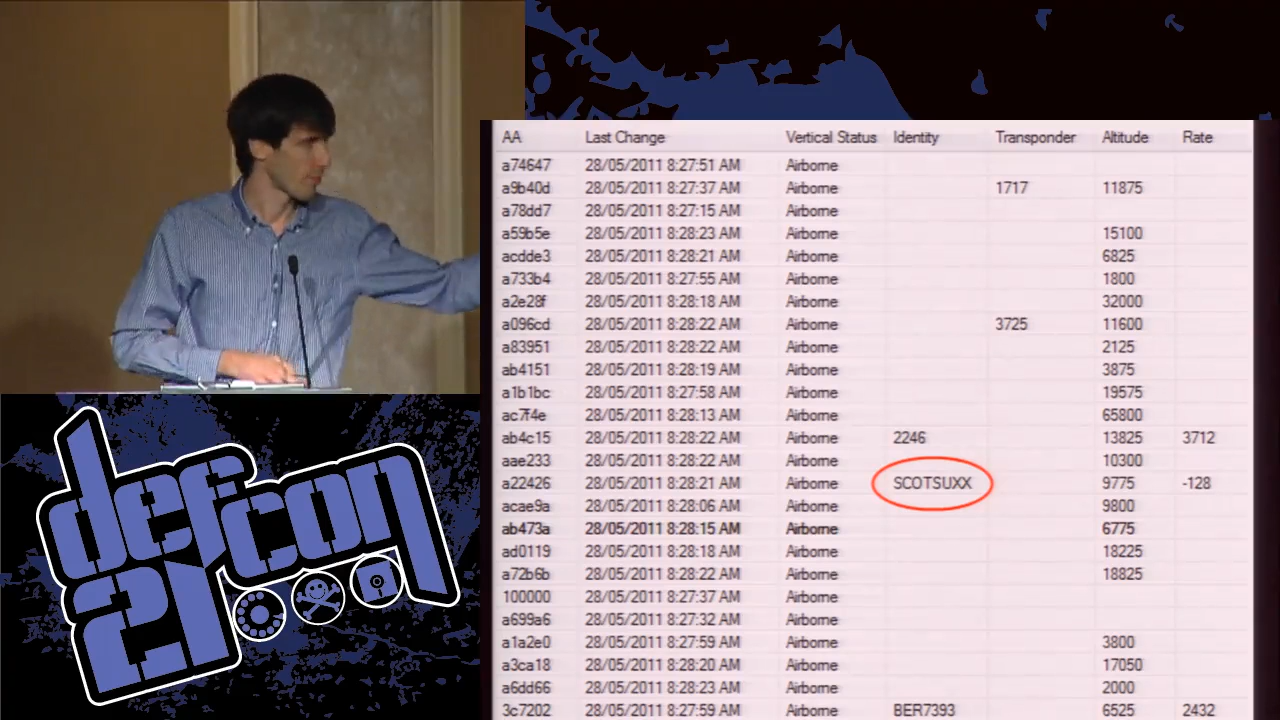 AA Last Change Vertical Status Identity Transponder Altitude Rate
a74647 28/05/2011 8:27:51 AM Airborne
a9b40d 28/05/2011 8:27:37 AM Airborne 1717 11875
a78dd7 28/05/2011 8:27:15 AM Airborne
a59b5e 28/05/2011 8:28:23 AM Airborne 15100
acdde3 28/05/2011 8:28:21 AM Airborne 6825
a733b4 28/05/2011 8:27:55 AM Airborne 1800
a2e28f 28/05/2011 8:28:18 AM Airborne 32000
a096cd 28/05/2011 8:28:22 AM Airborne 3725 11600
a83951 28/05/2011 8:28:22 AM Airborne 2125
ab4151 28/05/2011 8:28:19 AM Airborne 3875
a1b1bc 28/05/2011 8:27:58 AM Airborne 19575
ac7f4e 28/05/2011 8:28:13 AM Airborne 65800
ab4c15 28/05/2011 8:28:22 AM Airborne 2246 13825 3712
aae233 28/05/2011 8:28:22 AM Airborne 10300
a22426 28/05/2011 8:28:21 AM Airborne SCOTSUXX 9775 -128
acae9a 28/05/2011 8:28:06 AM Airborne 9800
ab473a 28/05/2011 8:28:15 AM Airborne 6775
ad0119 28/05/2011 8:28:18 AM Airborne 18225
a72b6b 28/05/2011 8:28:22 AM Airborne 18825
100000 28/05/2011 8:27:37 AM Airborne
a699a6 28/05/2011 8:27:32 AM Airborne
a1a2e0 28/05/2011 8:27:59 AM Airborne 3800
a3ca18 28/05/2011 8:28:20 AM Airborne 17050
a6dd66 28/05/2011 8:28:23 AM Airborne 2000
3c7202 28/05/2011 8:27:59 AM Airborne BER7393 6525 2432
defcon
21